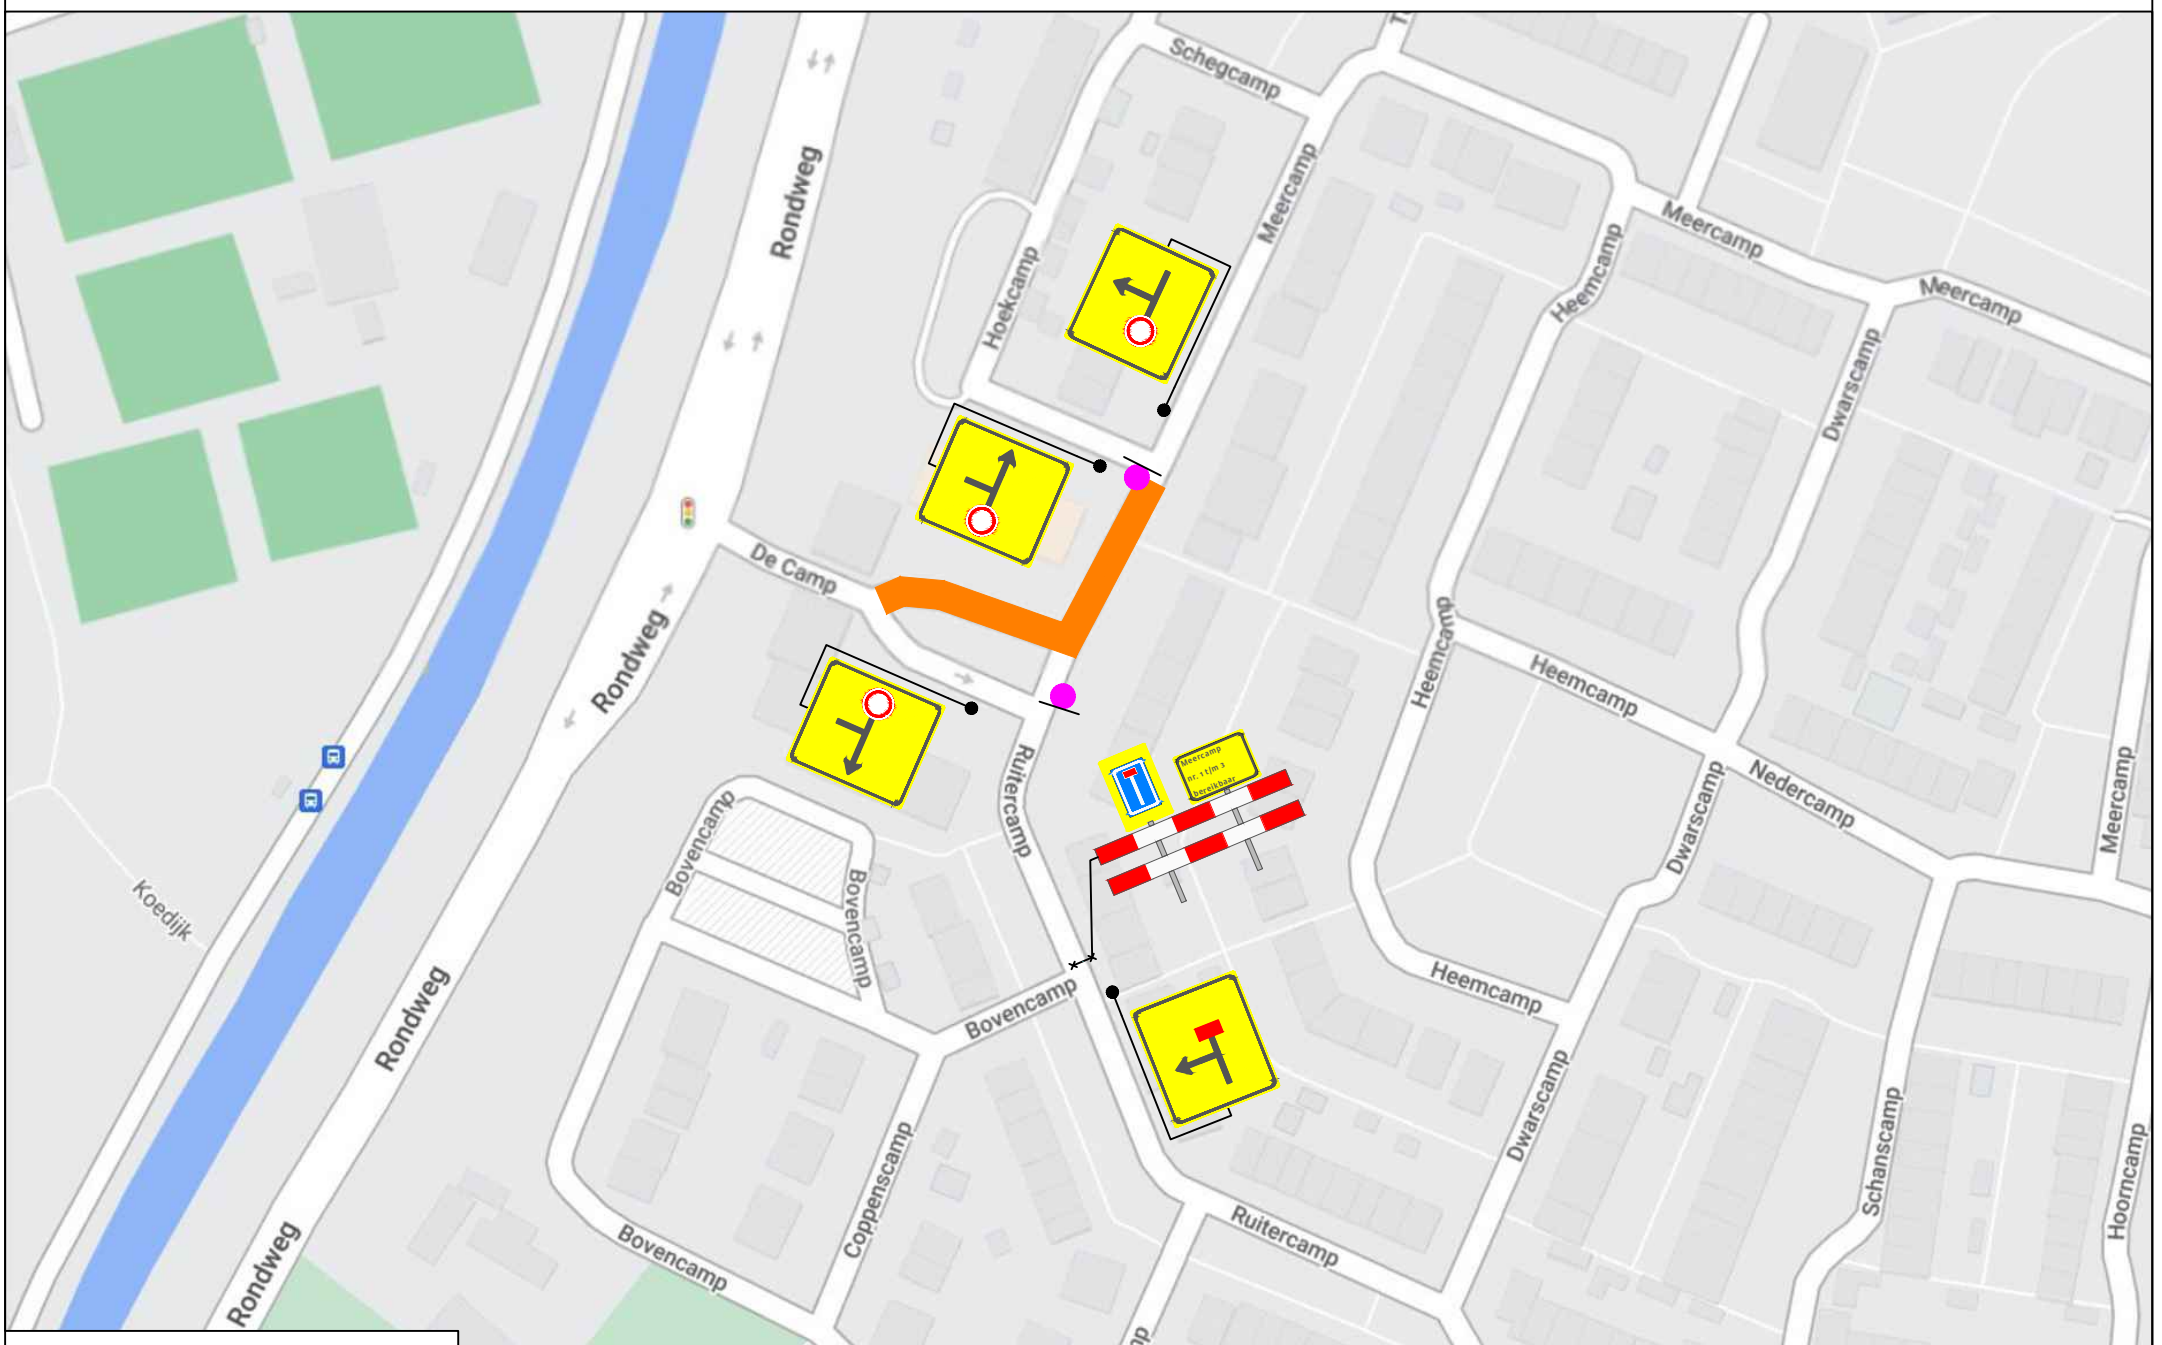 Schegcamp
Rondweg
Meercamp
Meercamp
Heemcamp
Hoekcamp
Meercamp
Dwarscamp
De Camp
Rondweg
Heemcamp
Heemcamp
Ruitercamp
Meercamp
nr. 1 t/m 3
bereikbaar
Nedercamp
Meercamp
Bovencamp
Bovencamp
Dwarscamp
Koedijk
Rondweg
Bovencamp
Heemcamp
Coppenscamp
Dwarscamp
Schanscamp
Hoorncamp
Rondweg
Bovencamp
Ruitercamp